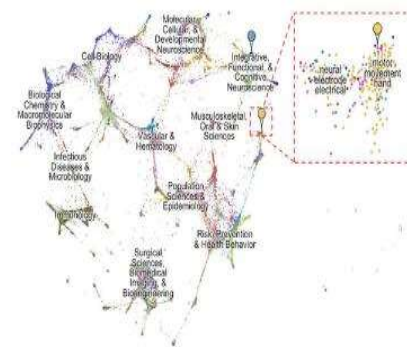 Molecular,
Cellular, &
Developmental
Neuroscience
Cell Biology
Integrative,
Functional, &
Cognitive
Neuroscience
neural
electrode
electrical
motor
movement
hand
Biological
Chemistry &
Macromolecular
Biophysics
Musculoskeletal,
Oral & Skin
Sciences
Vascular &
Hematology
Infectious
Diseases &
Microbiology
Population
Sciences &
Epidemiology
Immunology
Risk, Prevention
& Health Behavior
Surgical
Sciences,
Biomedical
Imaging, &
Bioengineering